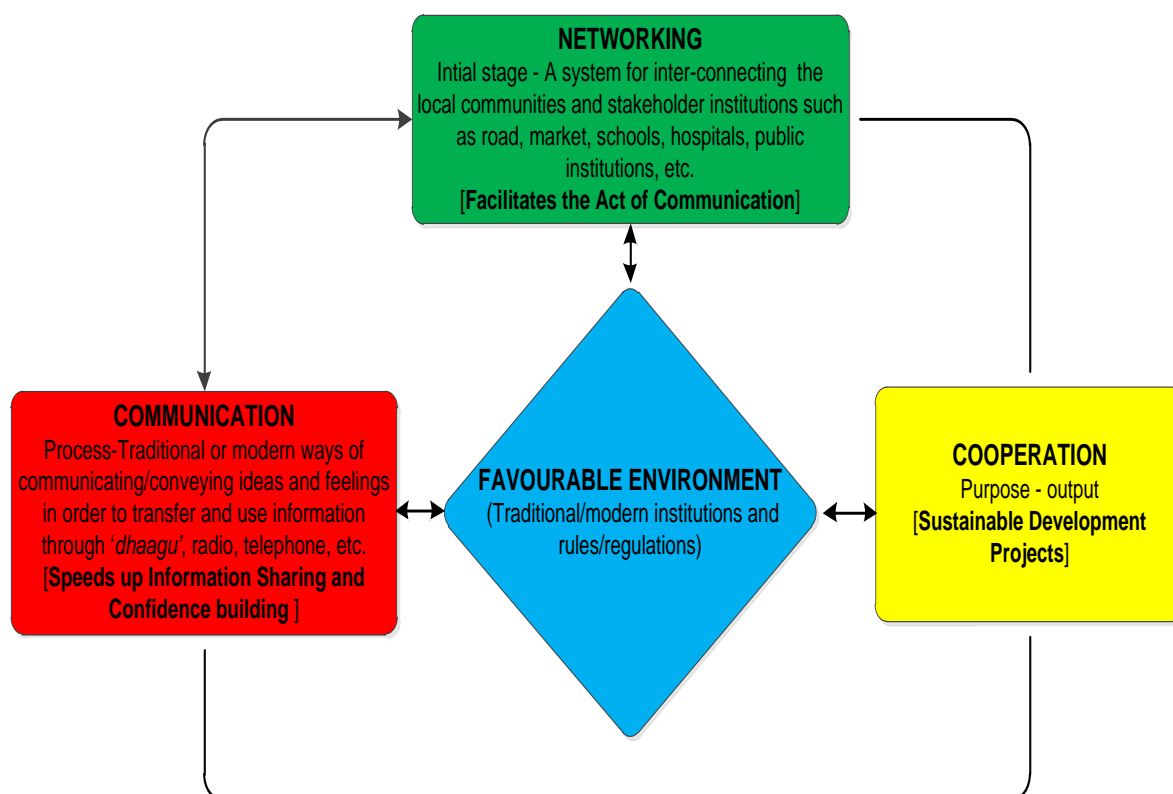 NETWORKING
Intial stage - A system for inter-connecting the
local communities and stakeholder institutions such
as road, market, schools, hospitals, public
institutions, etc.
[Facilitates the Act of Communication]
COMMUNICATION
Process-Traditional or modern ways of
communicating/conveying ideas and feelings
in order to transfer and use information
through ‘dhaagu’, radio, telephone, etc.
[Speeds up Information Sharing and
Confidence building ]
FAVOURABLE ENVIRONMENT
(Traditional/modern institutions and
rules/regulations)
COOPERATION
Purpose - output
[Sustainable Development
Projects]